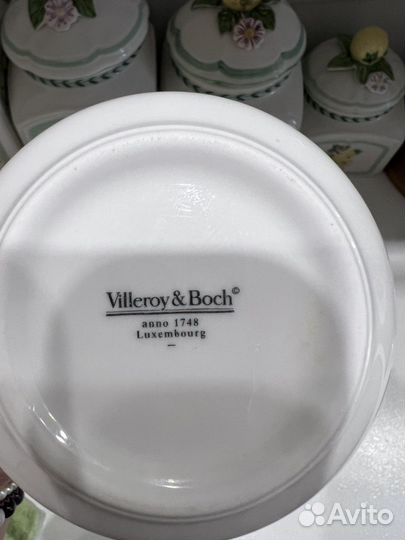 Villeroy & Boch©
anno 1748
Luxembourg
Avito